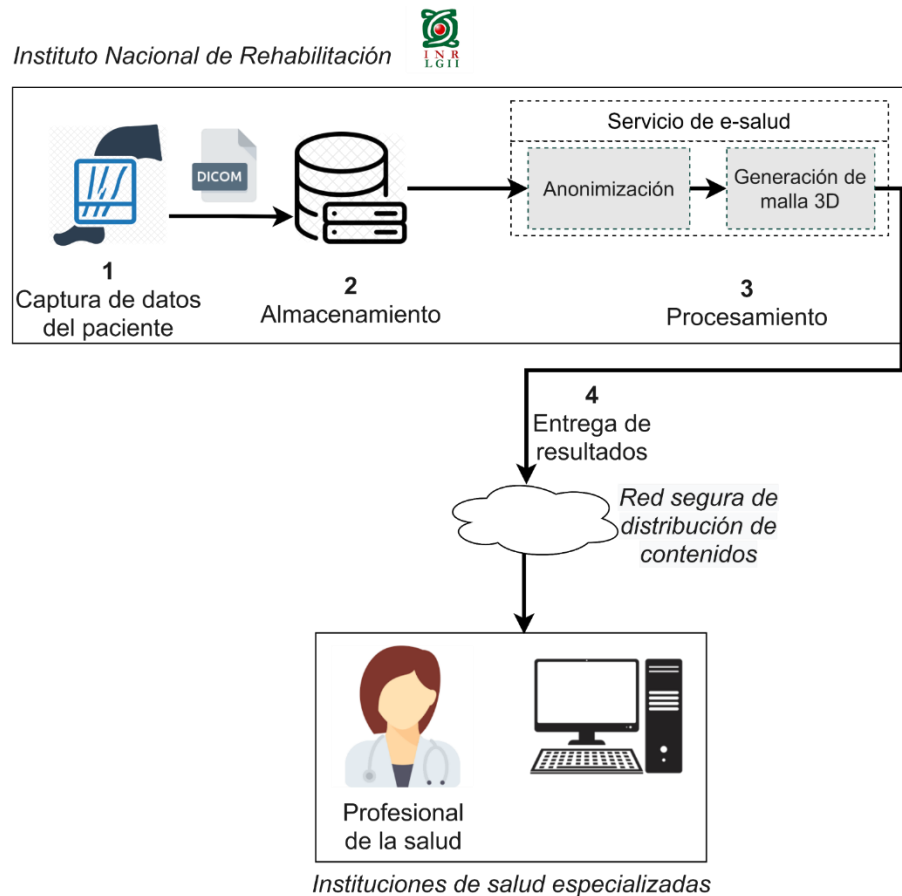 Instituto Nacional de Rehabilitación
INR
LGII
Servicio de e-salud
DICOM
Anonimización
Generación de
malla 3D
1
Captura de datos
del paciente
2
Almacenamiento
3
Procesamiento
4
Entrega de
resultados
Red segura de
distribución de
contenidos
Profesional
de la salud
Instituciones de salud especializadas